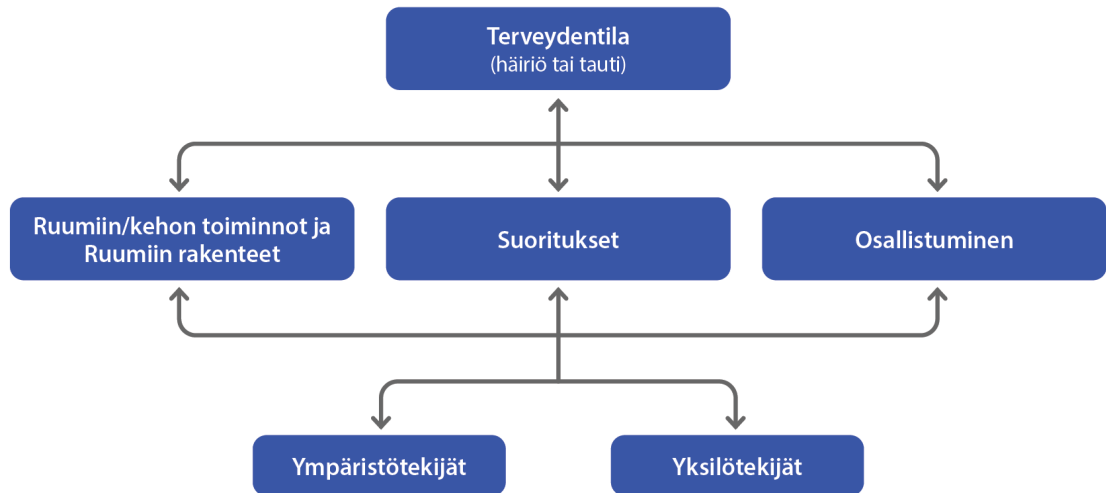 Terveydentila
(häiriö tai tauti)
Ruumiin/kehon toiminnot ja
Ruumiin rakenteet
Suoritukset
Osallistuminen
Ympäristötekijät
Yksilötekijät